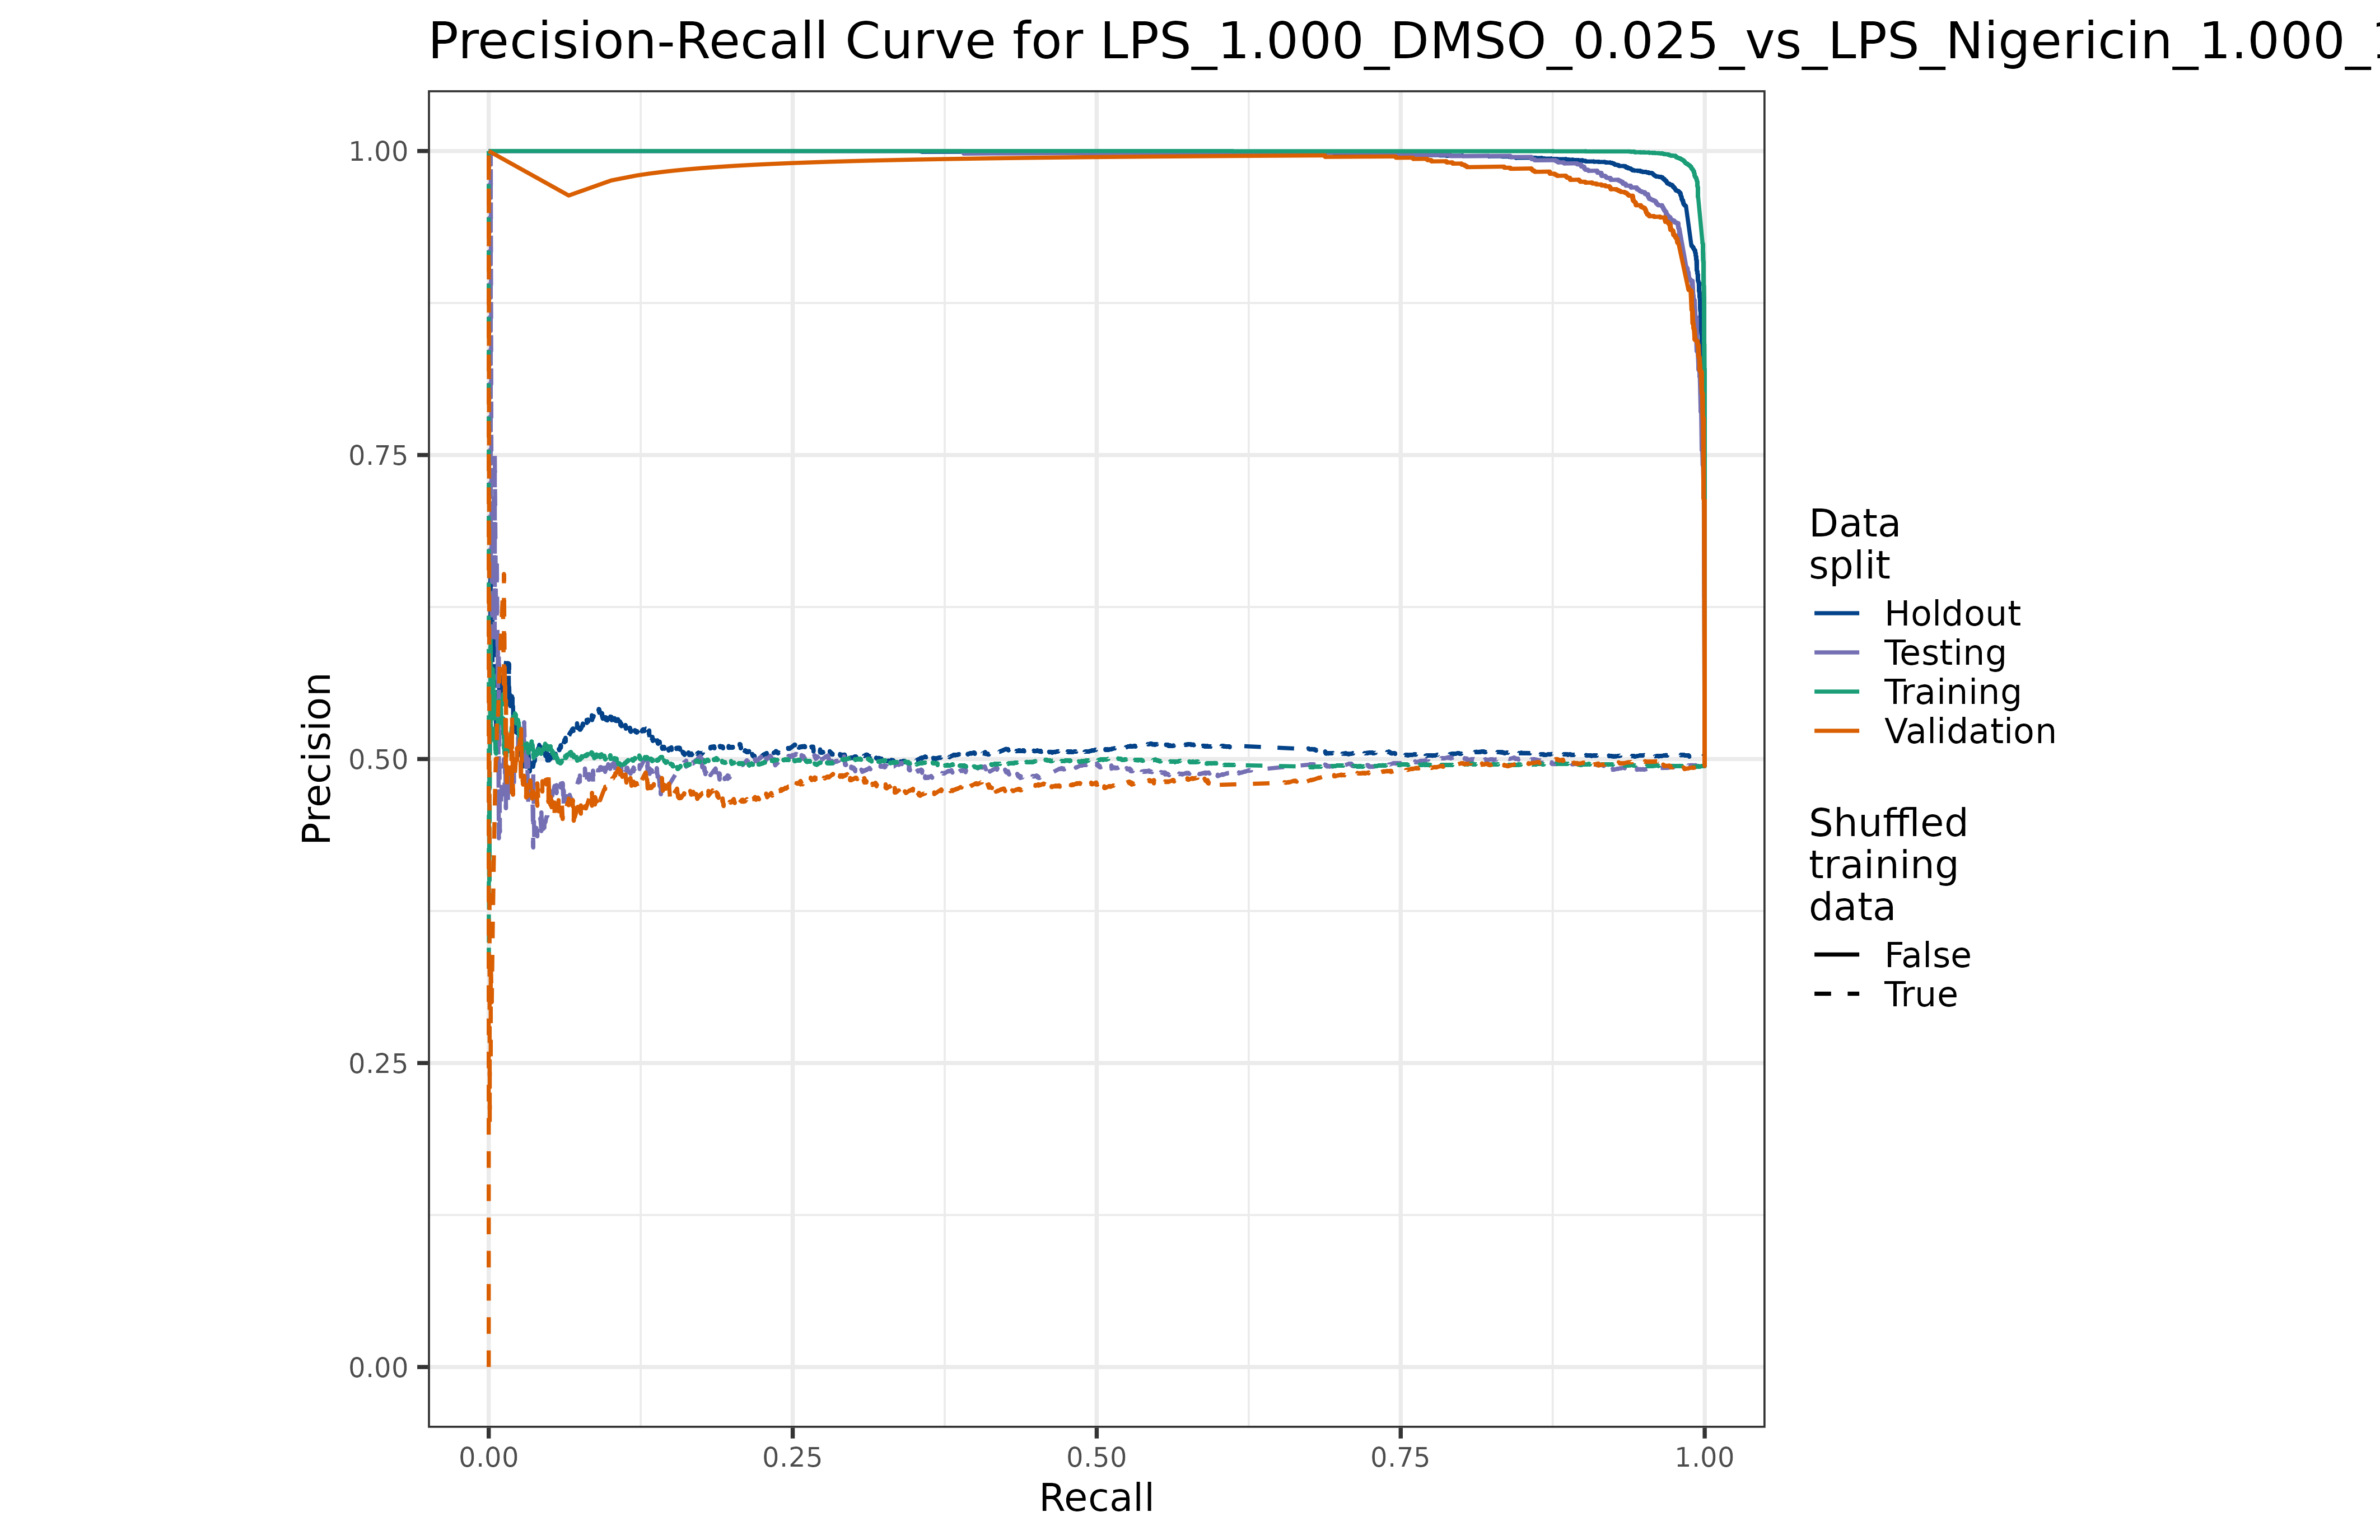 Precision-Recall Curve for LPS_1.000_DMSO_0.025_vs_LPS_Nigericin_1.000_
1.00
0.75
0.50
0.25
0.00
Precision
0.00 0.25 0.50 0.75 1.00
Recall
Data
split
Holdout
Testing
Training
Validation
Shuffled
training
data
False
True